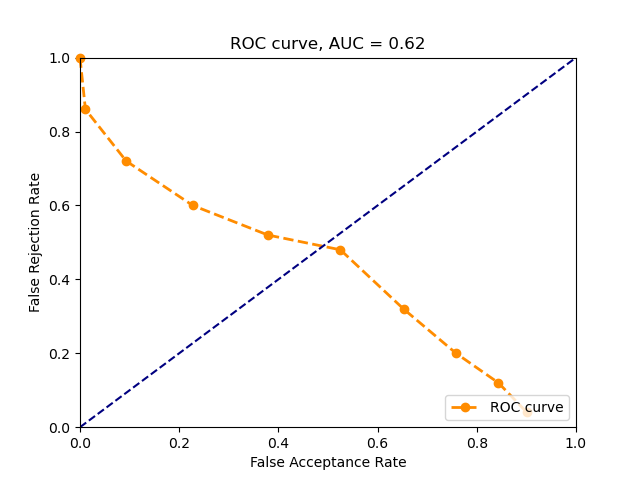 ROC curve, AUC = 0.62
1.0
0.8
0.6
0.4
0.2
0.0
False Rejection Rate
ROC curve
0.0 0.2 0.4 0.6 0.8 1.0
False Acceptance Rate